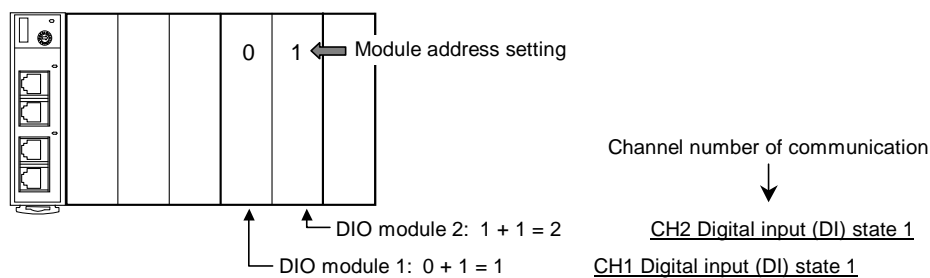 0 1 Module address setting
Channel number of communication
DIO module 2: 1 + 1 = 2 CH2 Digital input (DI) state 1
DIO module 1: 0 + 1 = 1 CH1 Digital input (DI) state 1